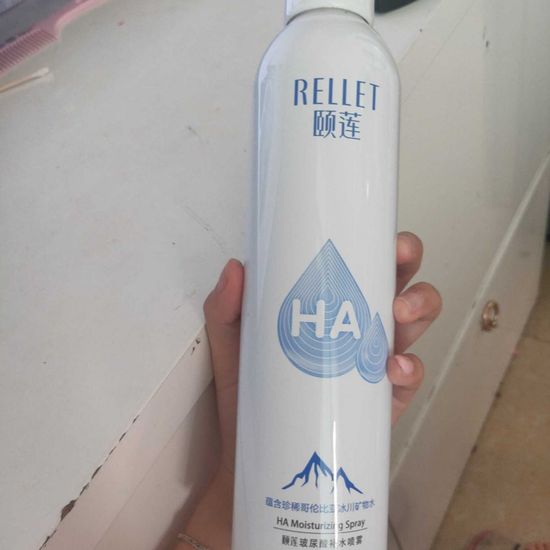 RELLET
颐莲
HA
蕴含珍稀哥伦比亚冰川矿物水
HA Moisturizing Spray
颐莲玻尿酸补水喷雾